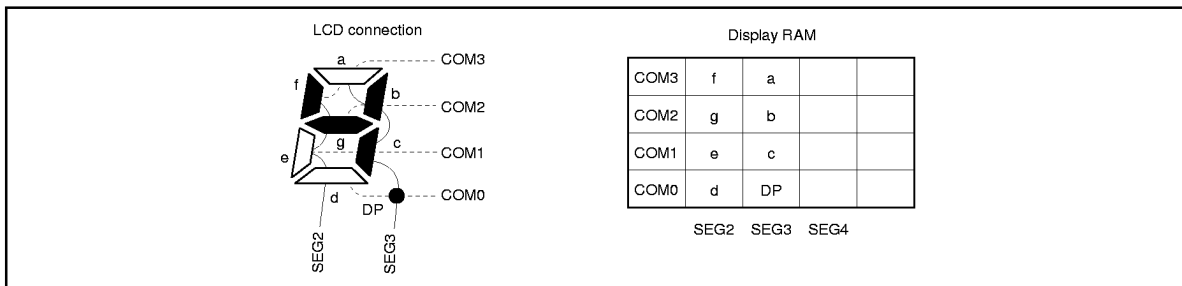 LCD connection
a
COM3
f
b
COM2
g
c
COM1
e
d
DP
COM0
SEG2
SEG3
Display RAM
COM3 f a
COM2 g b
COM1 e c
COM0 d DP
SEG2 SEG3 SEG4